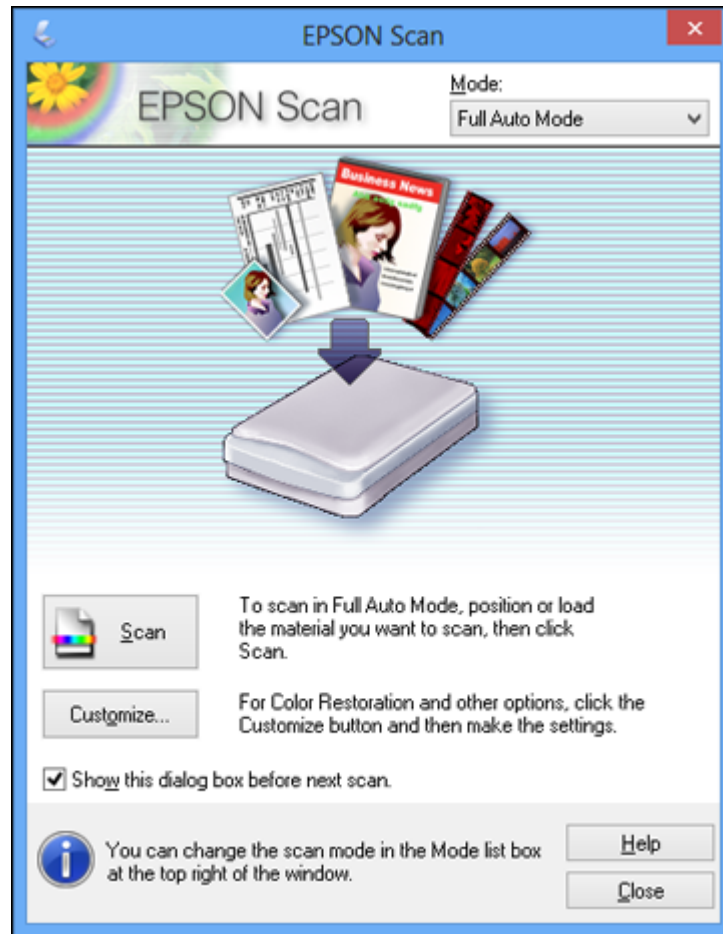 EPSON Scan
EPSON Scan
Mode:
Full Auto Mode
Business News
Scan
To scan in Full Auto Mode, position or load
the material you want to scan, then click
Scan.
Customize...
For Color Restoration and other options, click the
Customize button and then make the settings.
Show this dialog box before next scan.
You can change the scan mode in the Mode list box
at the top right of the window.
Help
Close